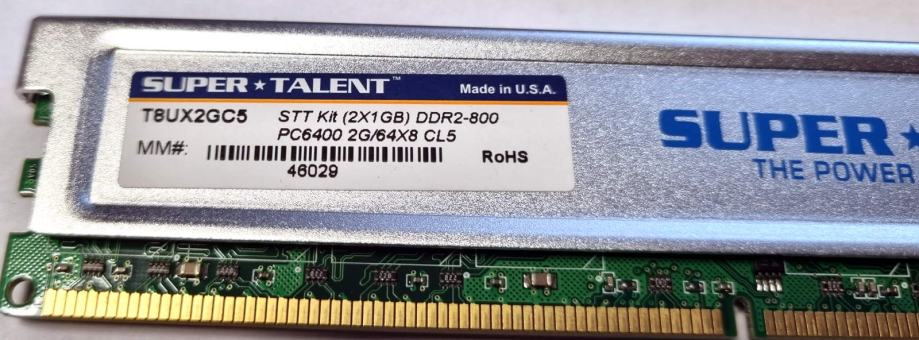 SUPER★TALENT™ Made in U.S.A.
T8UX2GC5 STT Kit (2X1GB) DDR2-800
PC6400 2G/64X8 CL5
MM#: RoHS
46029
SUPER★
THE POWER